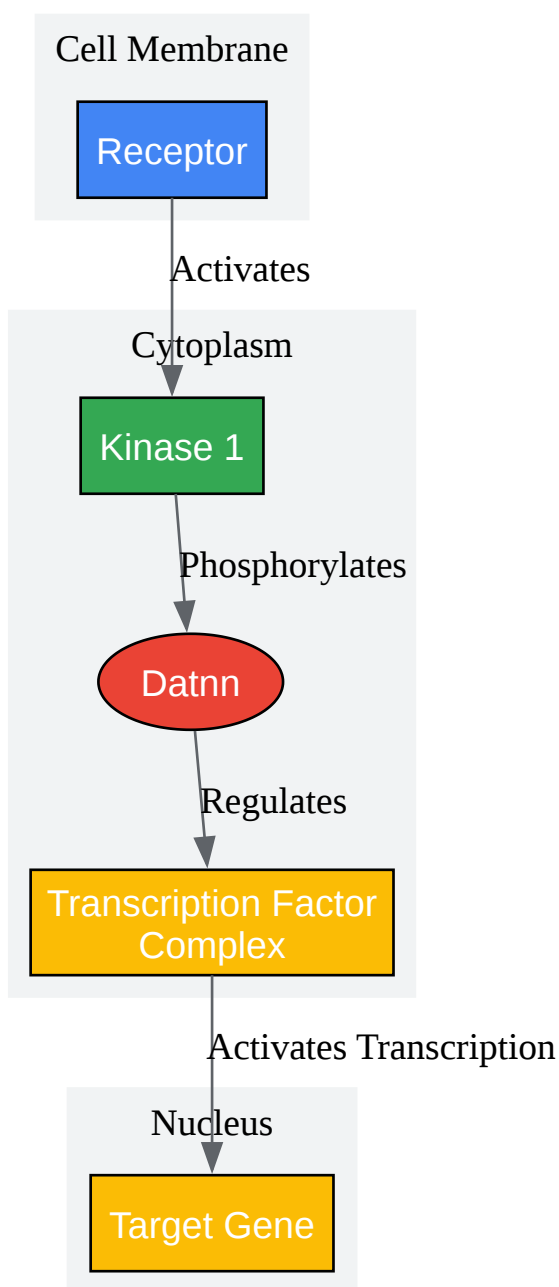 Cell Membrane
Receptor
Activates
Cytoplasm
Kinase 1
Phosphorylates
Datnn
Regulates
Transcription Factor
Complex
Activates Transcription
Nucleus
Target Gene